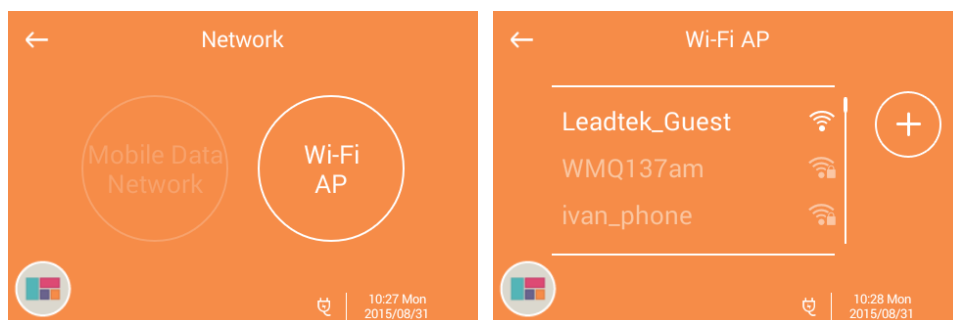 Network
Mobile Data
Network
Wi-Fi
AP
10:27 Mon
2015/08/31
Wi-Fi AP
Leadtek_Guest
WMQ137am
ivan_phone
10:28 Mon
2015/08/31